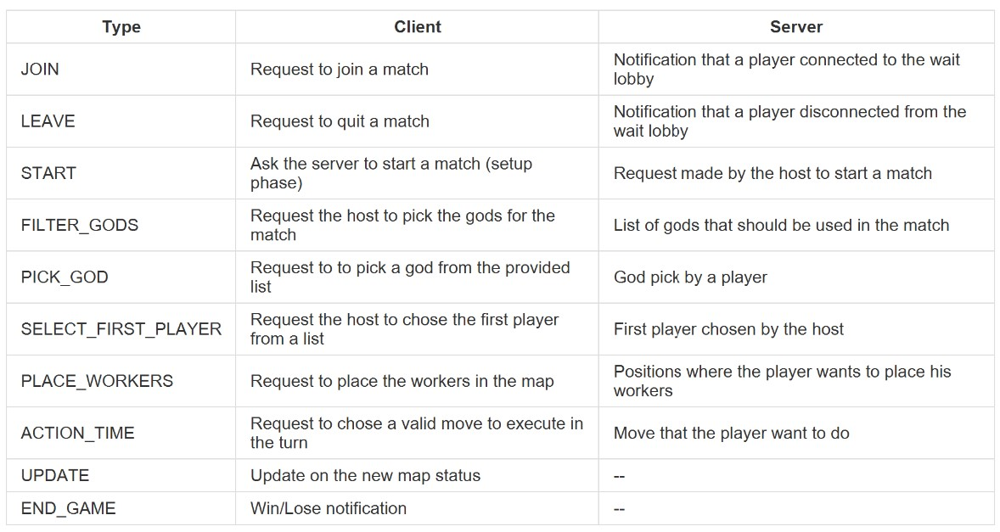 Type Client Server
JOIN Request to join a match Notification that a player connected to the wait
lobby
LEAVE Request to quit a match Notification that a player disconnected from the
wait lobby
START Ask the server to start a match (setup
phase) Request made by the host to start a match
FILTER_GODS Request the host to pick the gods for the
match List of gods that should be used in the match
PICK_GOD Request to to pick a god from the provided
list God pick by a player
SELECT_FIRST_PLAYER Request the host to chose the first player
from a list First player chosen by the host
PLACE_WORKERS Request to place the workers in the map Positions where the player wants to place his
workers
ACTION_TIME Request to chose a valid move to execute in
the turn Move that the player want to do
UPDATE Update on the new map status --
END_GAME Win/Lose notification --